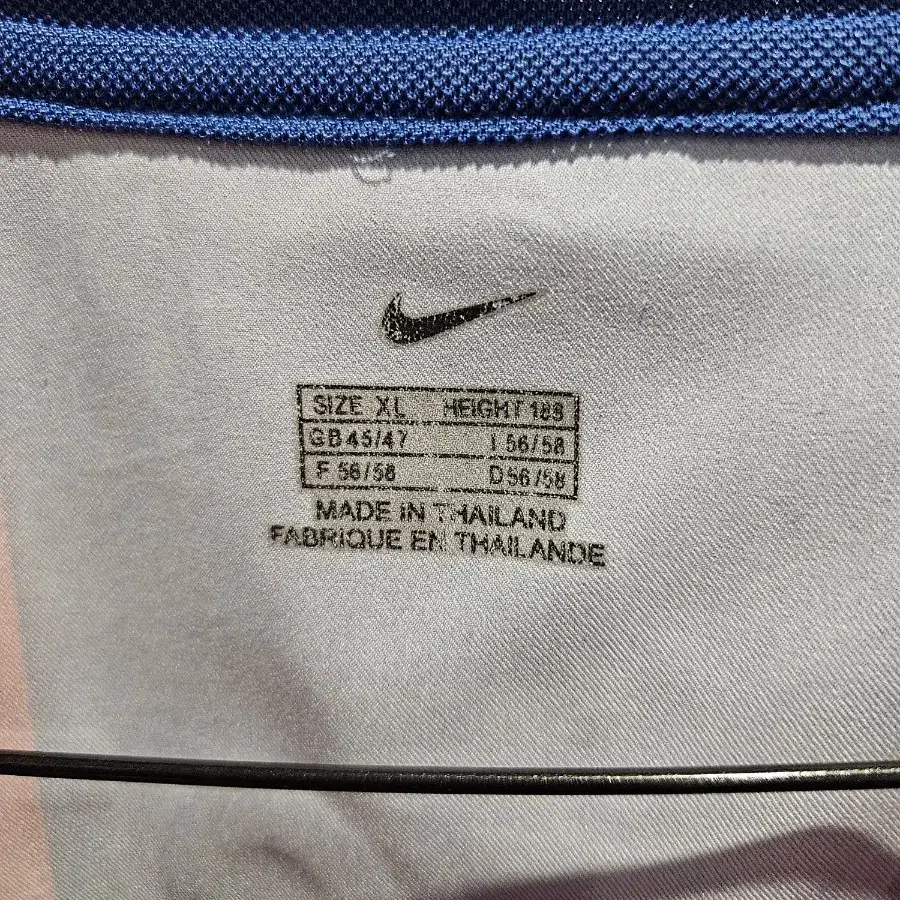 SIZE XL HEIGHT 188
GB 45/47 I 56/58
F 56/58 D 56/58
MADE IN THAILAND
FABRIQUE EN THAILANDE